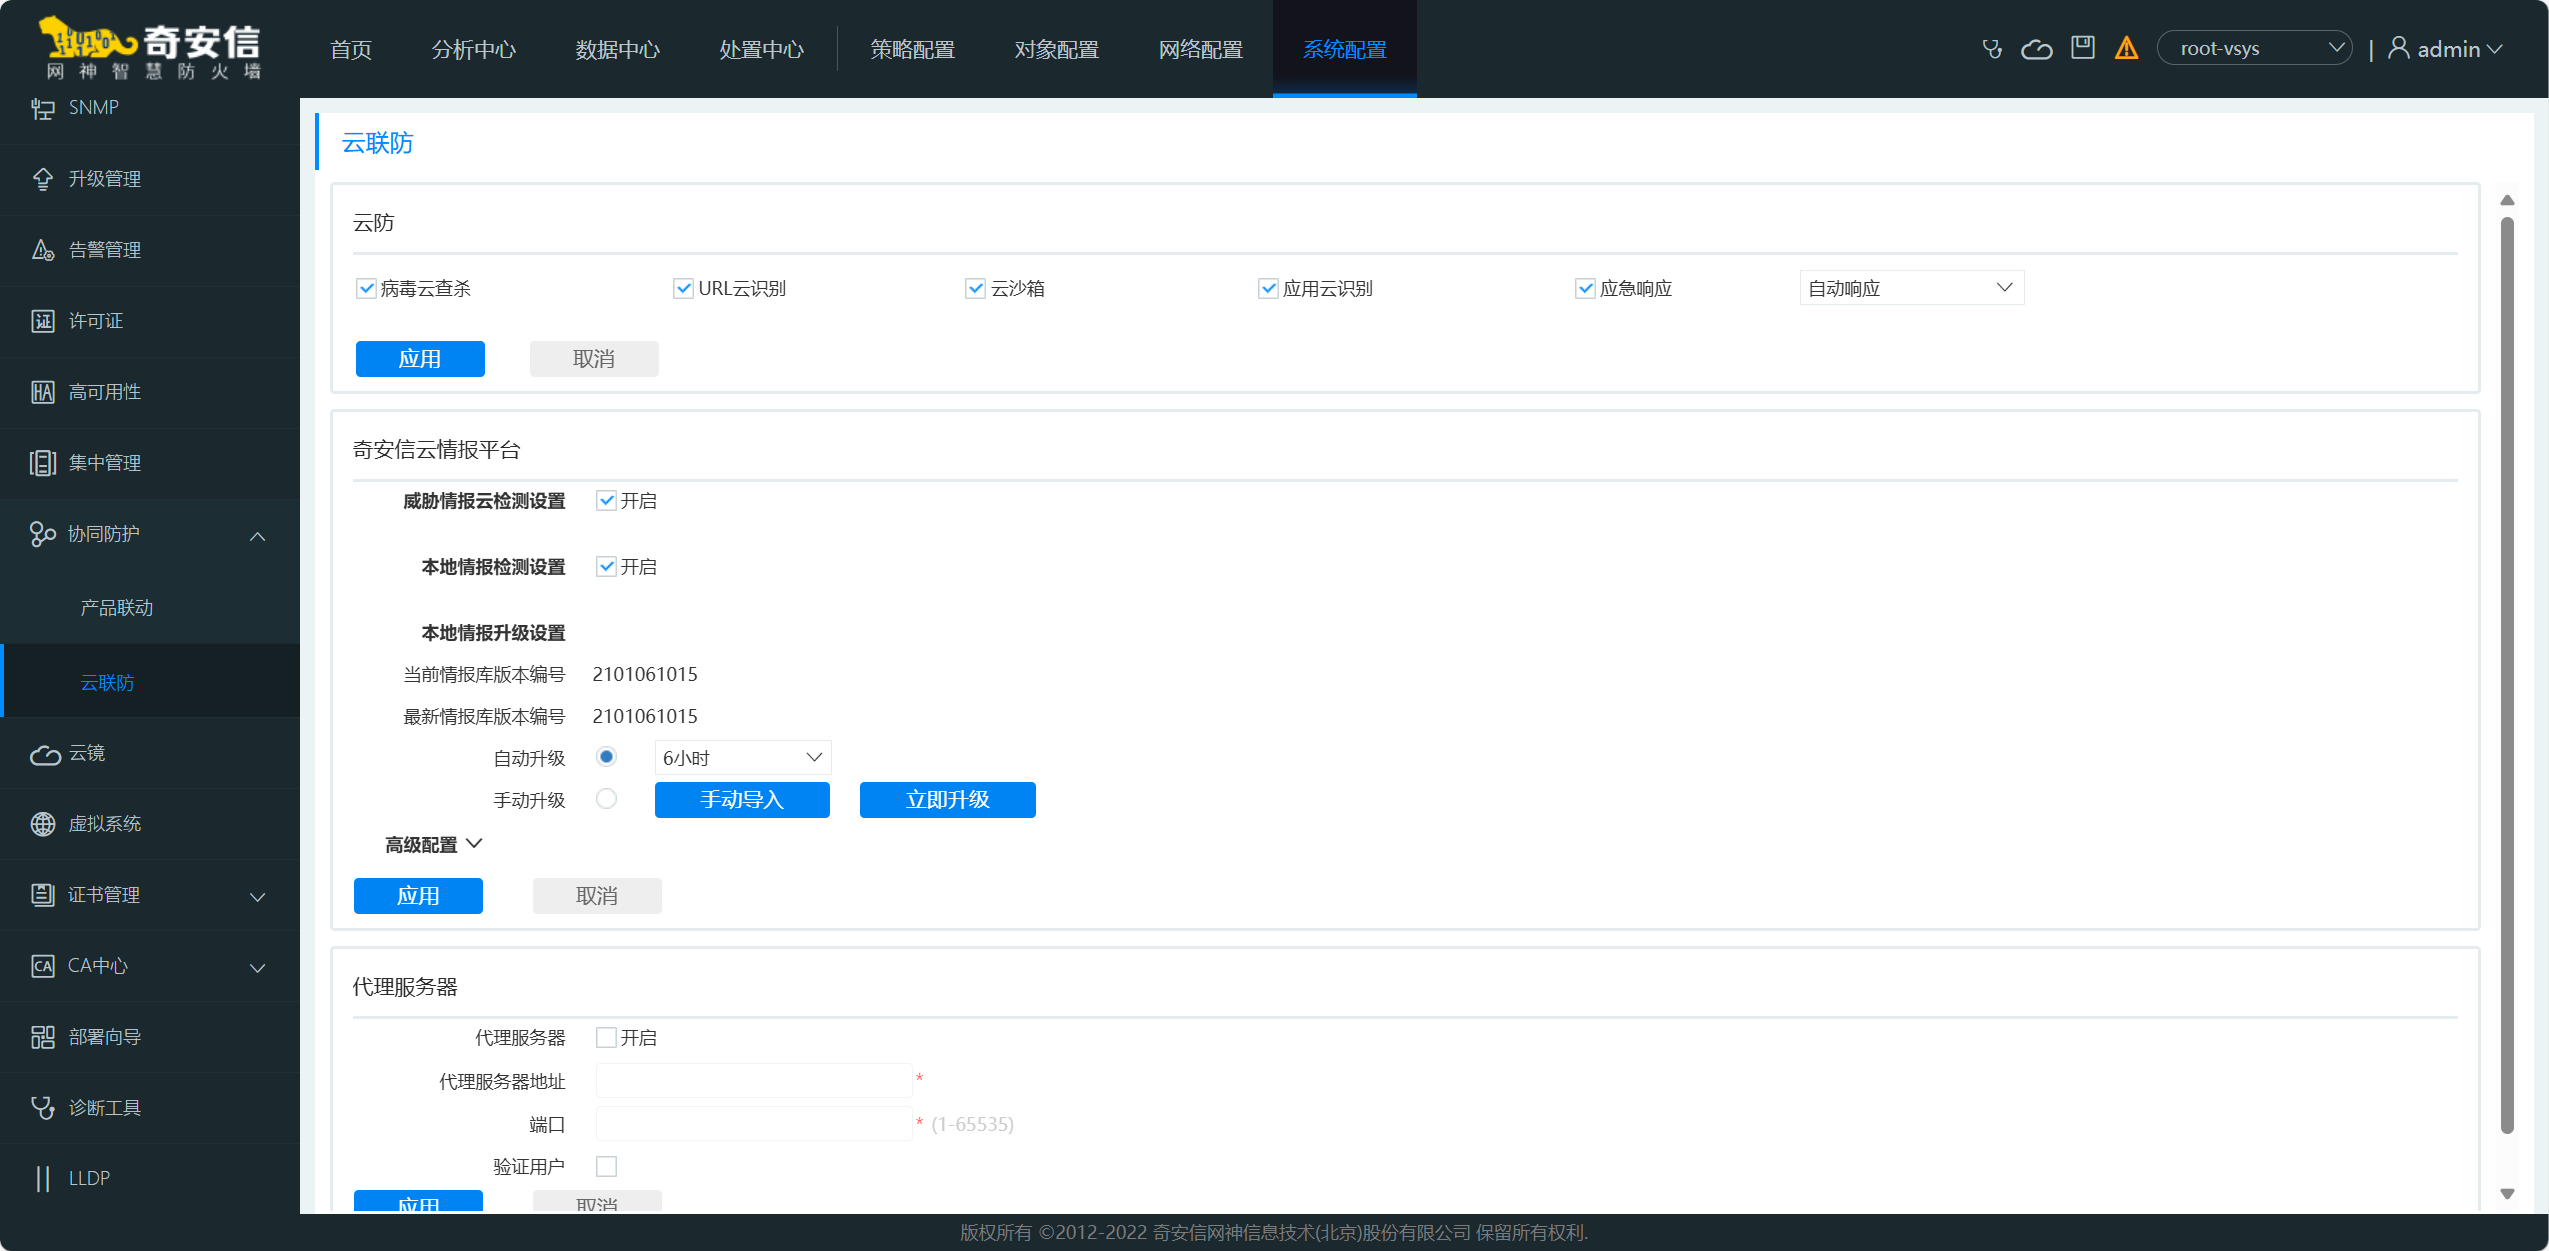 奇安信
网神智慧防火墙
首页
分析中心
数据中心
处置中心
策略配置
对象配置
网络配置
系统配置
root-vsys
|
admin
SNMP
升级管理
告警管理
证 许可证
HA 高可用性
集中管理
协同防护
产品联动
云联防
云镜
虚拟系统
证书管理
CA CA中心
部署向导
诊断工具
LLDP
云联防
云防
病毒云查杀
URL云识别
云沙箱
应用云识别
应急响应
自动响应
应用
取消
奇安信云情报平台
威胁情报云检测设置 开启
本地情报检测设置 开启
本地情报升级设置
当前情报库版本编号 2101061015
最新情报库版本编号 2101061015
自动升级 6小时
手动升级 手动导入 立即升级
高级配置
应用
取消
代理服务器
代理服务器 开启
代理服务器地址 *
端口 * (1-65535)
验证用户
应用
取消
版权所有 ©2012-2022 奇安信网神信息技术(北京)股份有限公司 保留所有权利.